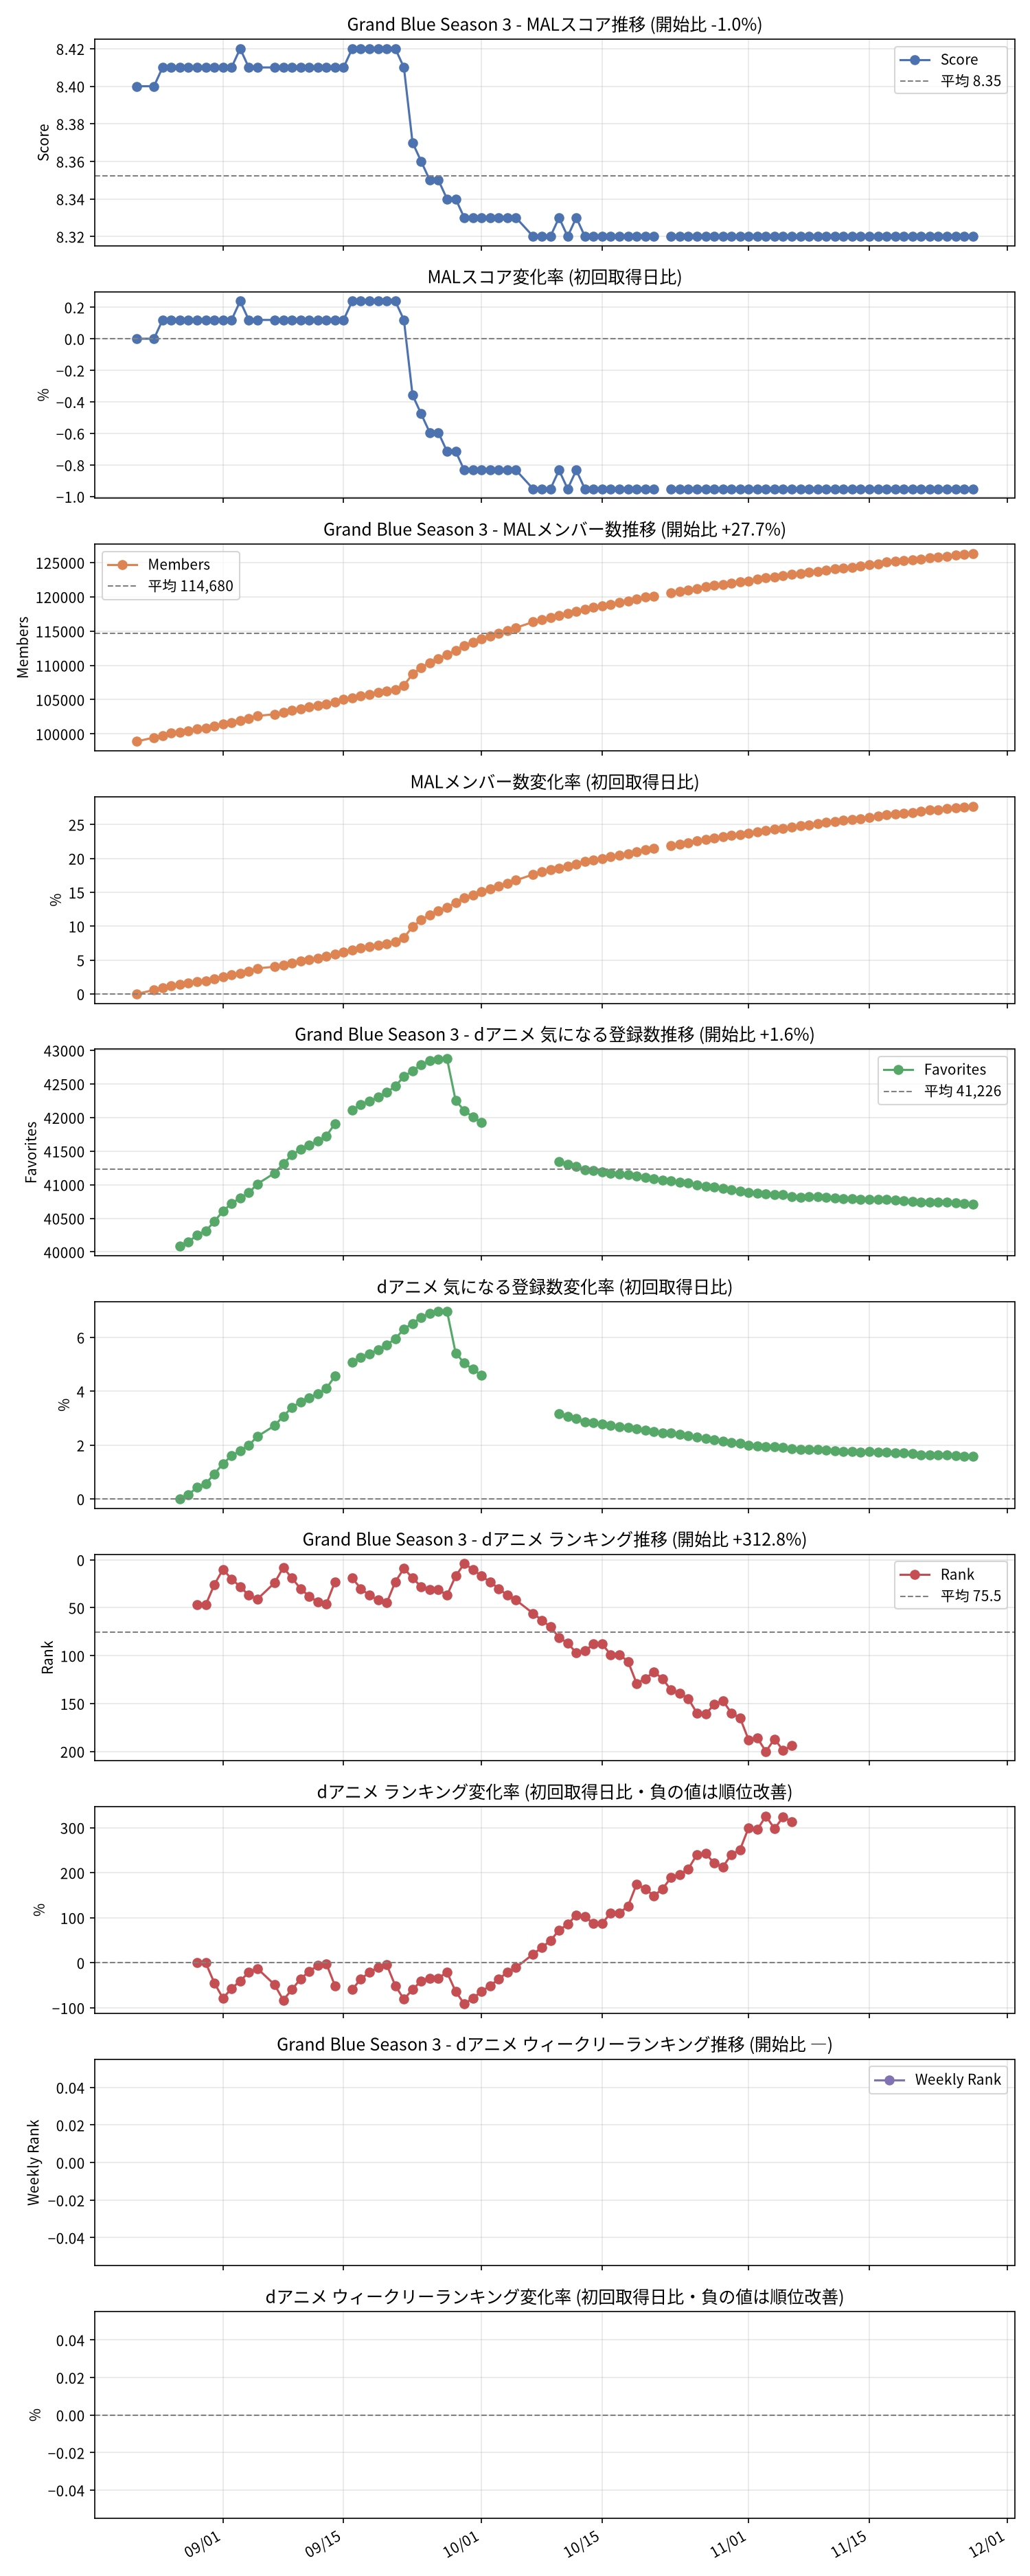 Grand Blue Season 3 - MALスコア推移 (開始比 -1.0%)
8.42
8.40
8.38
8.36
8.34
8.32
Score
Score
平均 8.35
MALスコア変化率 (初回取得日比)
0.2
0.0
−0.2
−0.4
−0.6
−0.8
−1.0
%
Grand Blue Season 3 - MALメンバー数推移 (開始比 +27.7%)
125000
120000
115000
110000
105000
100000
Members
Members
平均 114,680
MALメンバー数変化率 (初回取得日比)
25
20
15
10
5
0
%
Grand Blue Season 3 - dアニメ 気になる登録数推移 (開始比 +1.6%)
43000
42500
42000
41500
41000
40500
40000
Favorites
Favorites
平均 41,226
dアニメ 気になる登録数変化率 (初回取得日比)
6
4
2
0
%
Grand Blue Season 3 - dアニメ ランキング推移 (開始比 +312.8%)
0
50
100
150
200
Rank
Rank
平均 75.5
dアニメ ランキング変化率 (初回取得日比・負の値は順位改善)
300
200
100
0
−100
%
Grand Blue Season 3 - dアニメ ウィークリーランキング推移 (開始比 —)
0.04
0.02
0.00
−0.02
−0.04
Weekly Rank
Weekly Rank
dアニメ ウィークリーランキング変化率 (初回取得日比・負の値は順位改善)
0.04
0.02
0.00
−0.02
−0.04
%
09/01
09/15
10/01
10/15
11/01
11/15
12/01